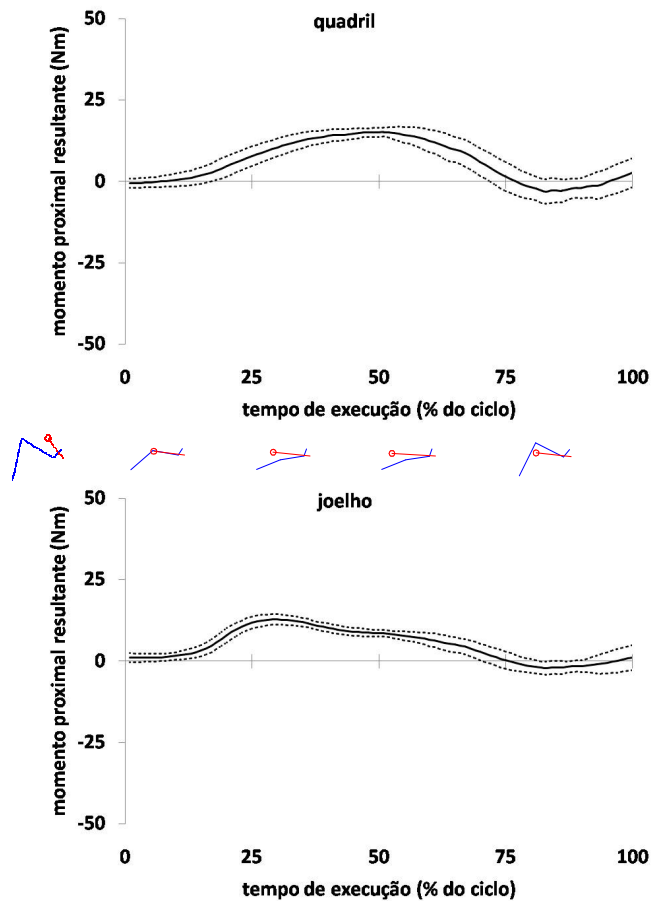 quadril
momento proximal resultante (Nm)
50
25
0
-25
-50
0 25 50 75 100
tempo de execução (% do ciclo)
joelho
momento proximal resultante (Nm)
50
25
0
-25
-50
0 25 50 75 100
tempo de execução (% do ciclo)